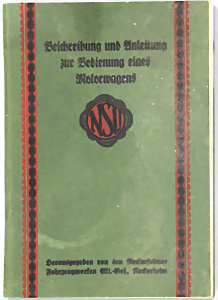 Beschreibung und Anleitung
zur Bedienung eines
Motorwagens
NSU
Herausgegeben von den Neckarsulmer
Fahrzeugwerken Akt.-Ges., Neckarsulm